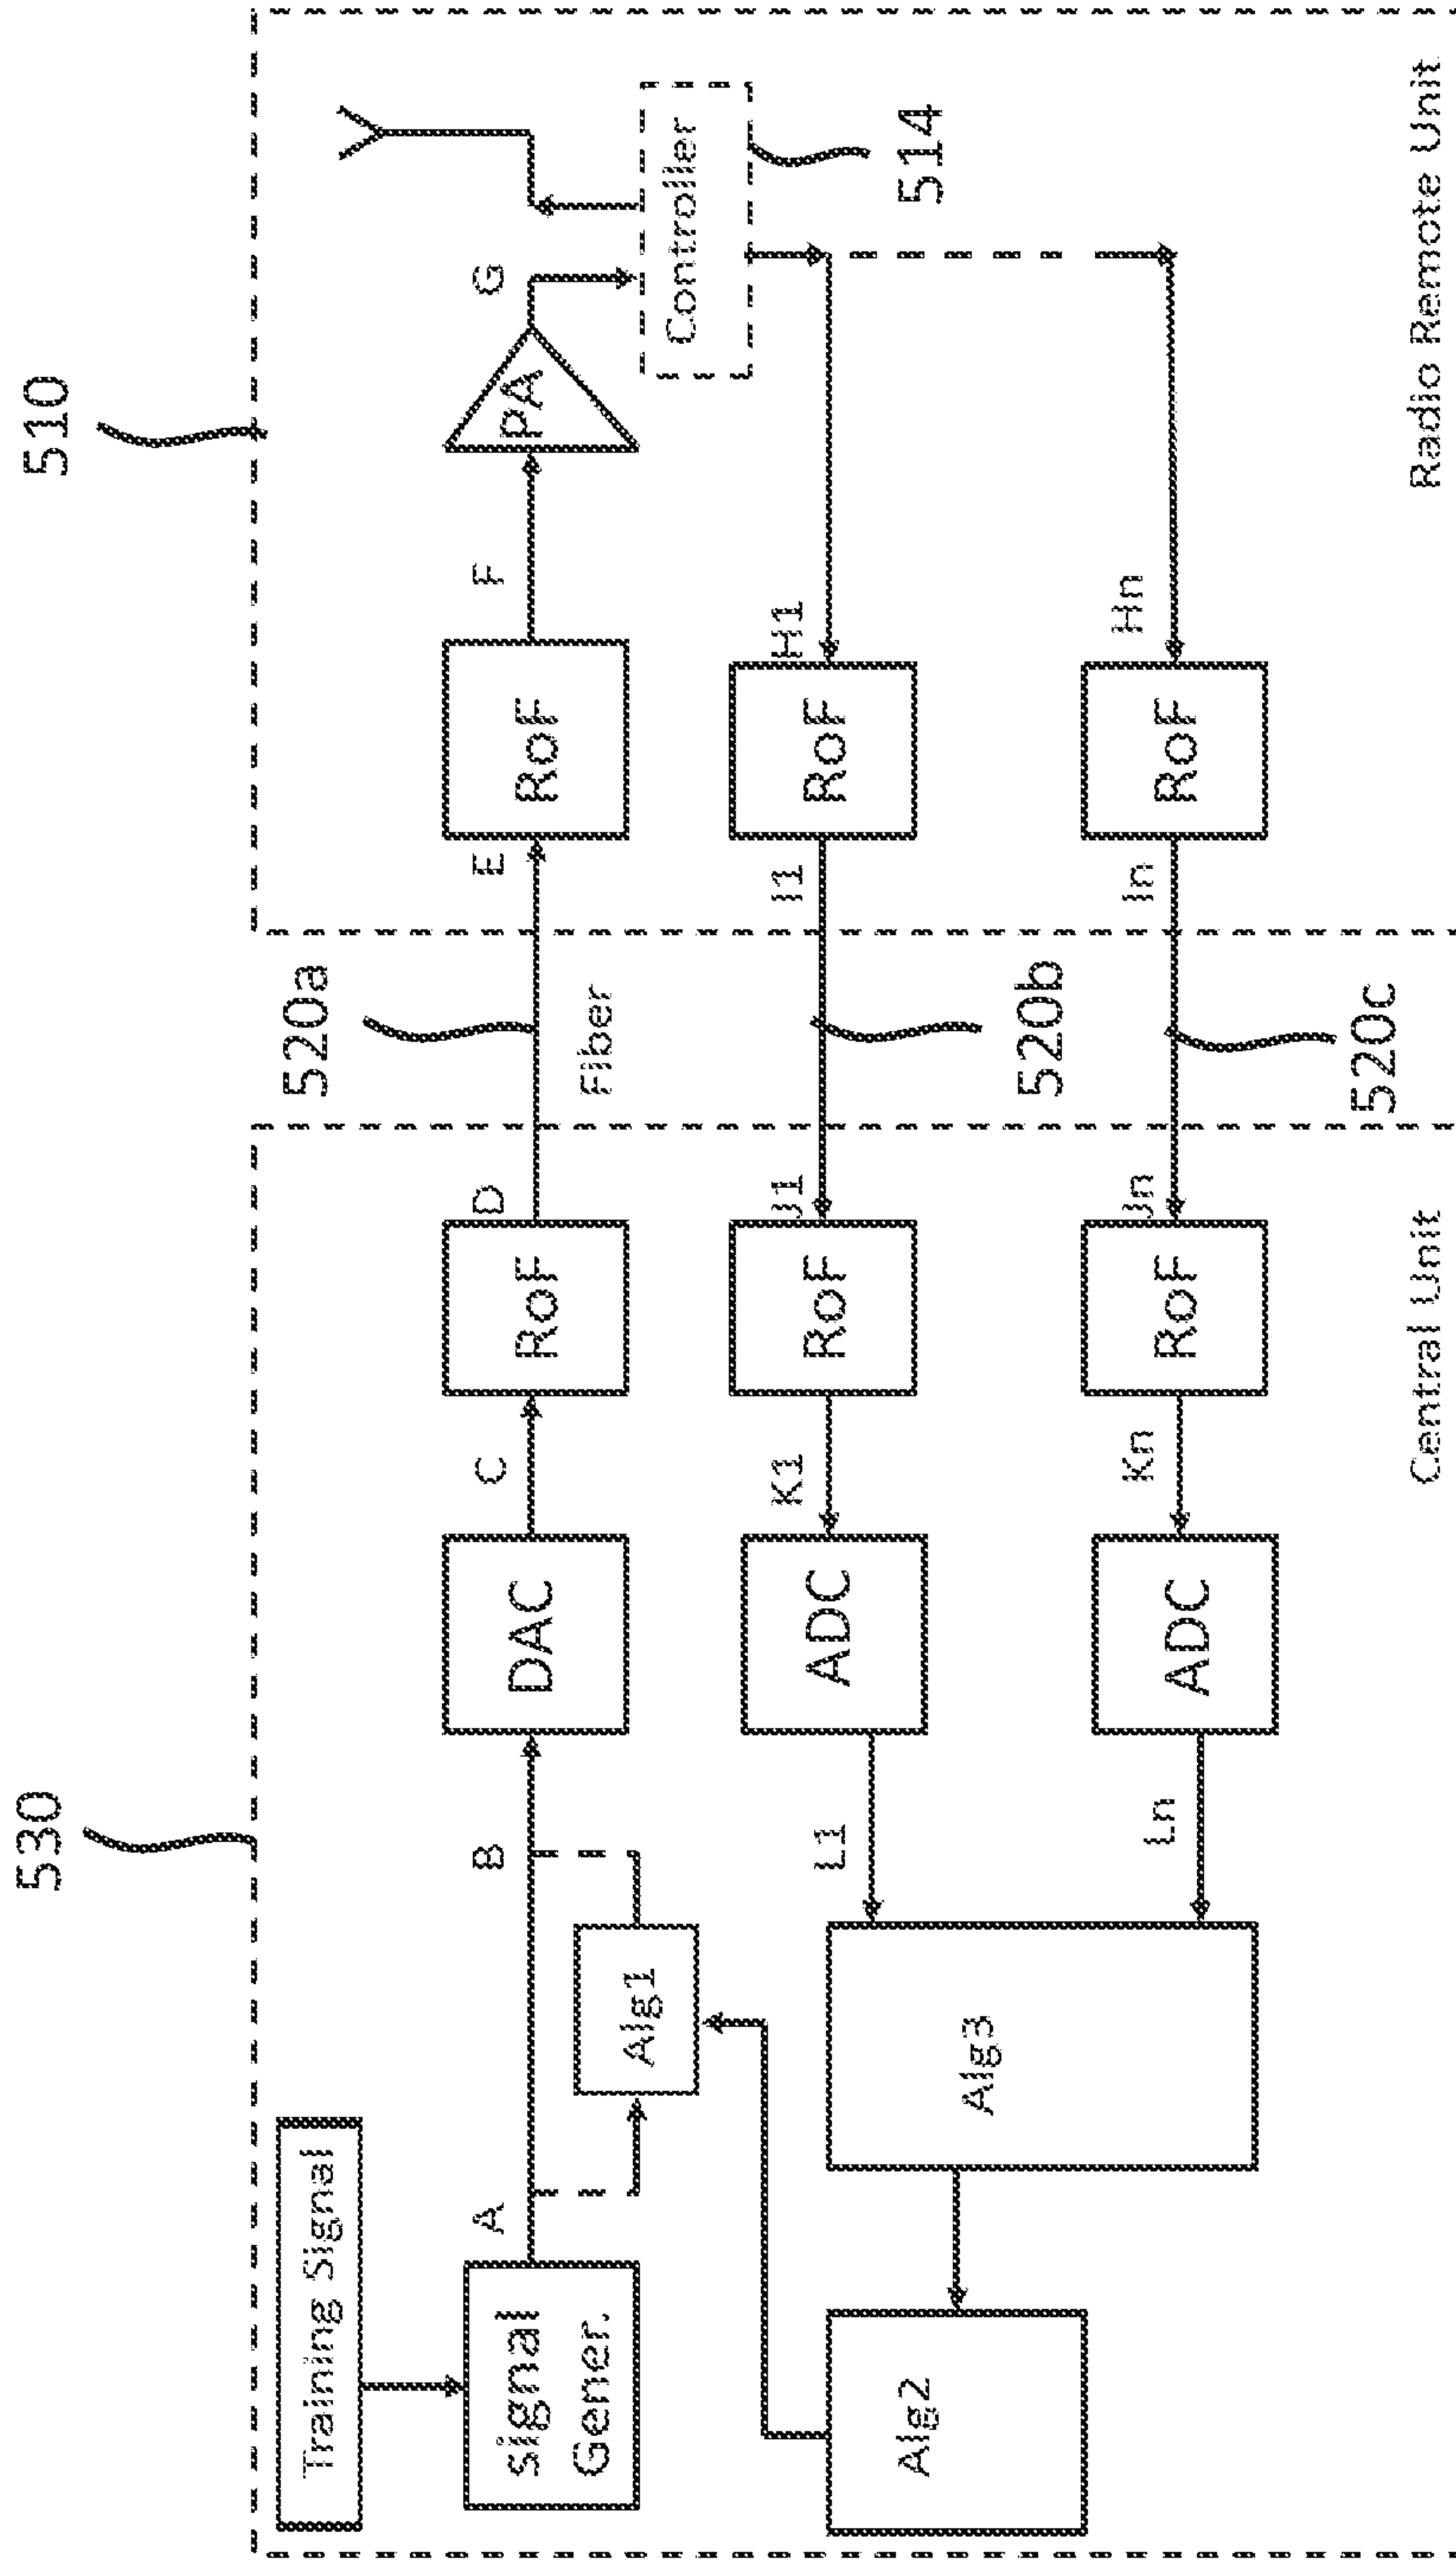 530
510
Training Signal
signal
Gener.
A
B
DAC
C
RoF
D
520a
Fiber
E
RoF
F
PA
G
Controller
514
Alg1
Alg2
Alg3
L1
ADC
K1
RoF
J1
520b
I1
RoF
H1
Ln
ADC
Kn
RoF
Jn
520c
In
RoF
Hn
Central Unit
Radio Remote Unit